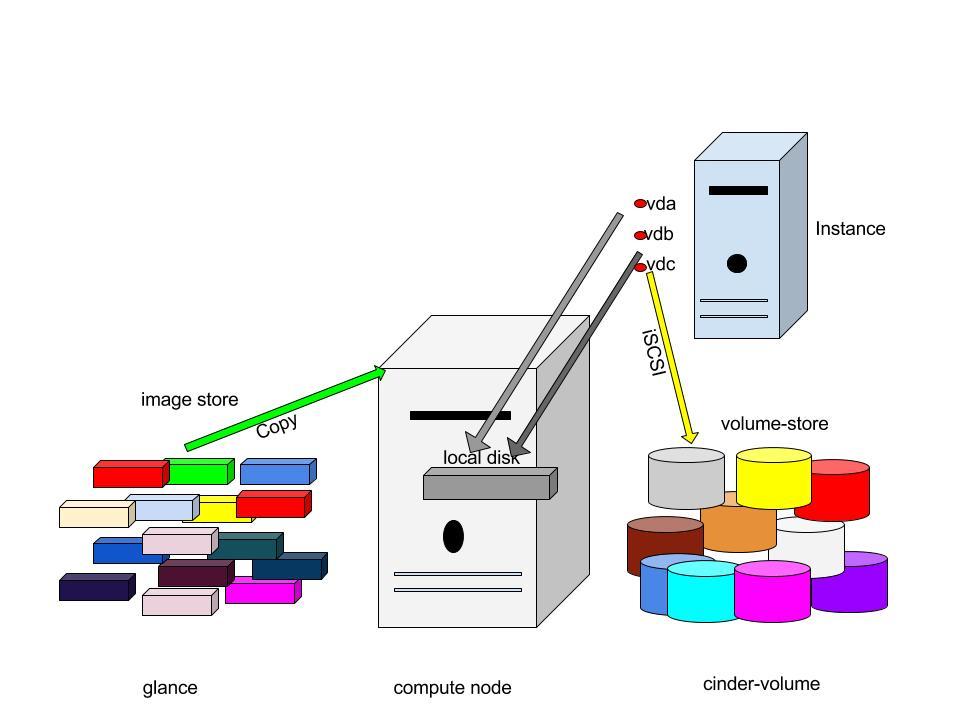 vda
vdb
vdc
Instance
iSCSI
image store
Copy
volume-store
local disk
glance
compute node
cinder-volume